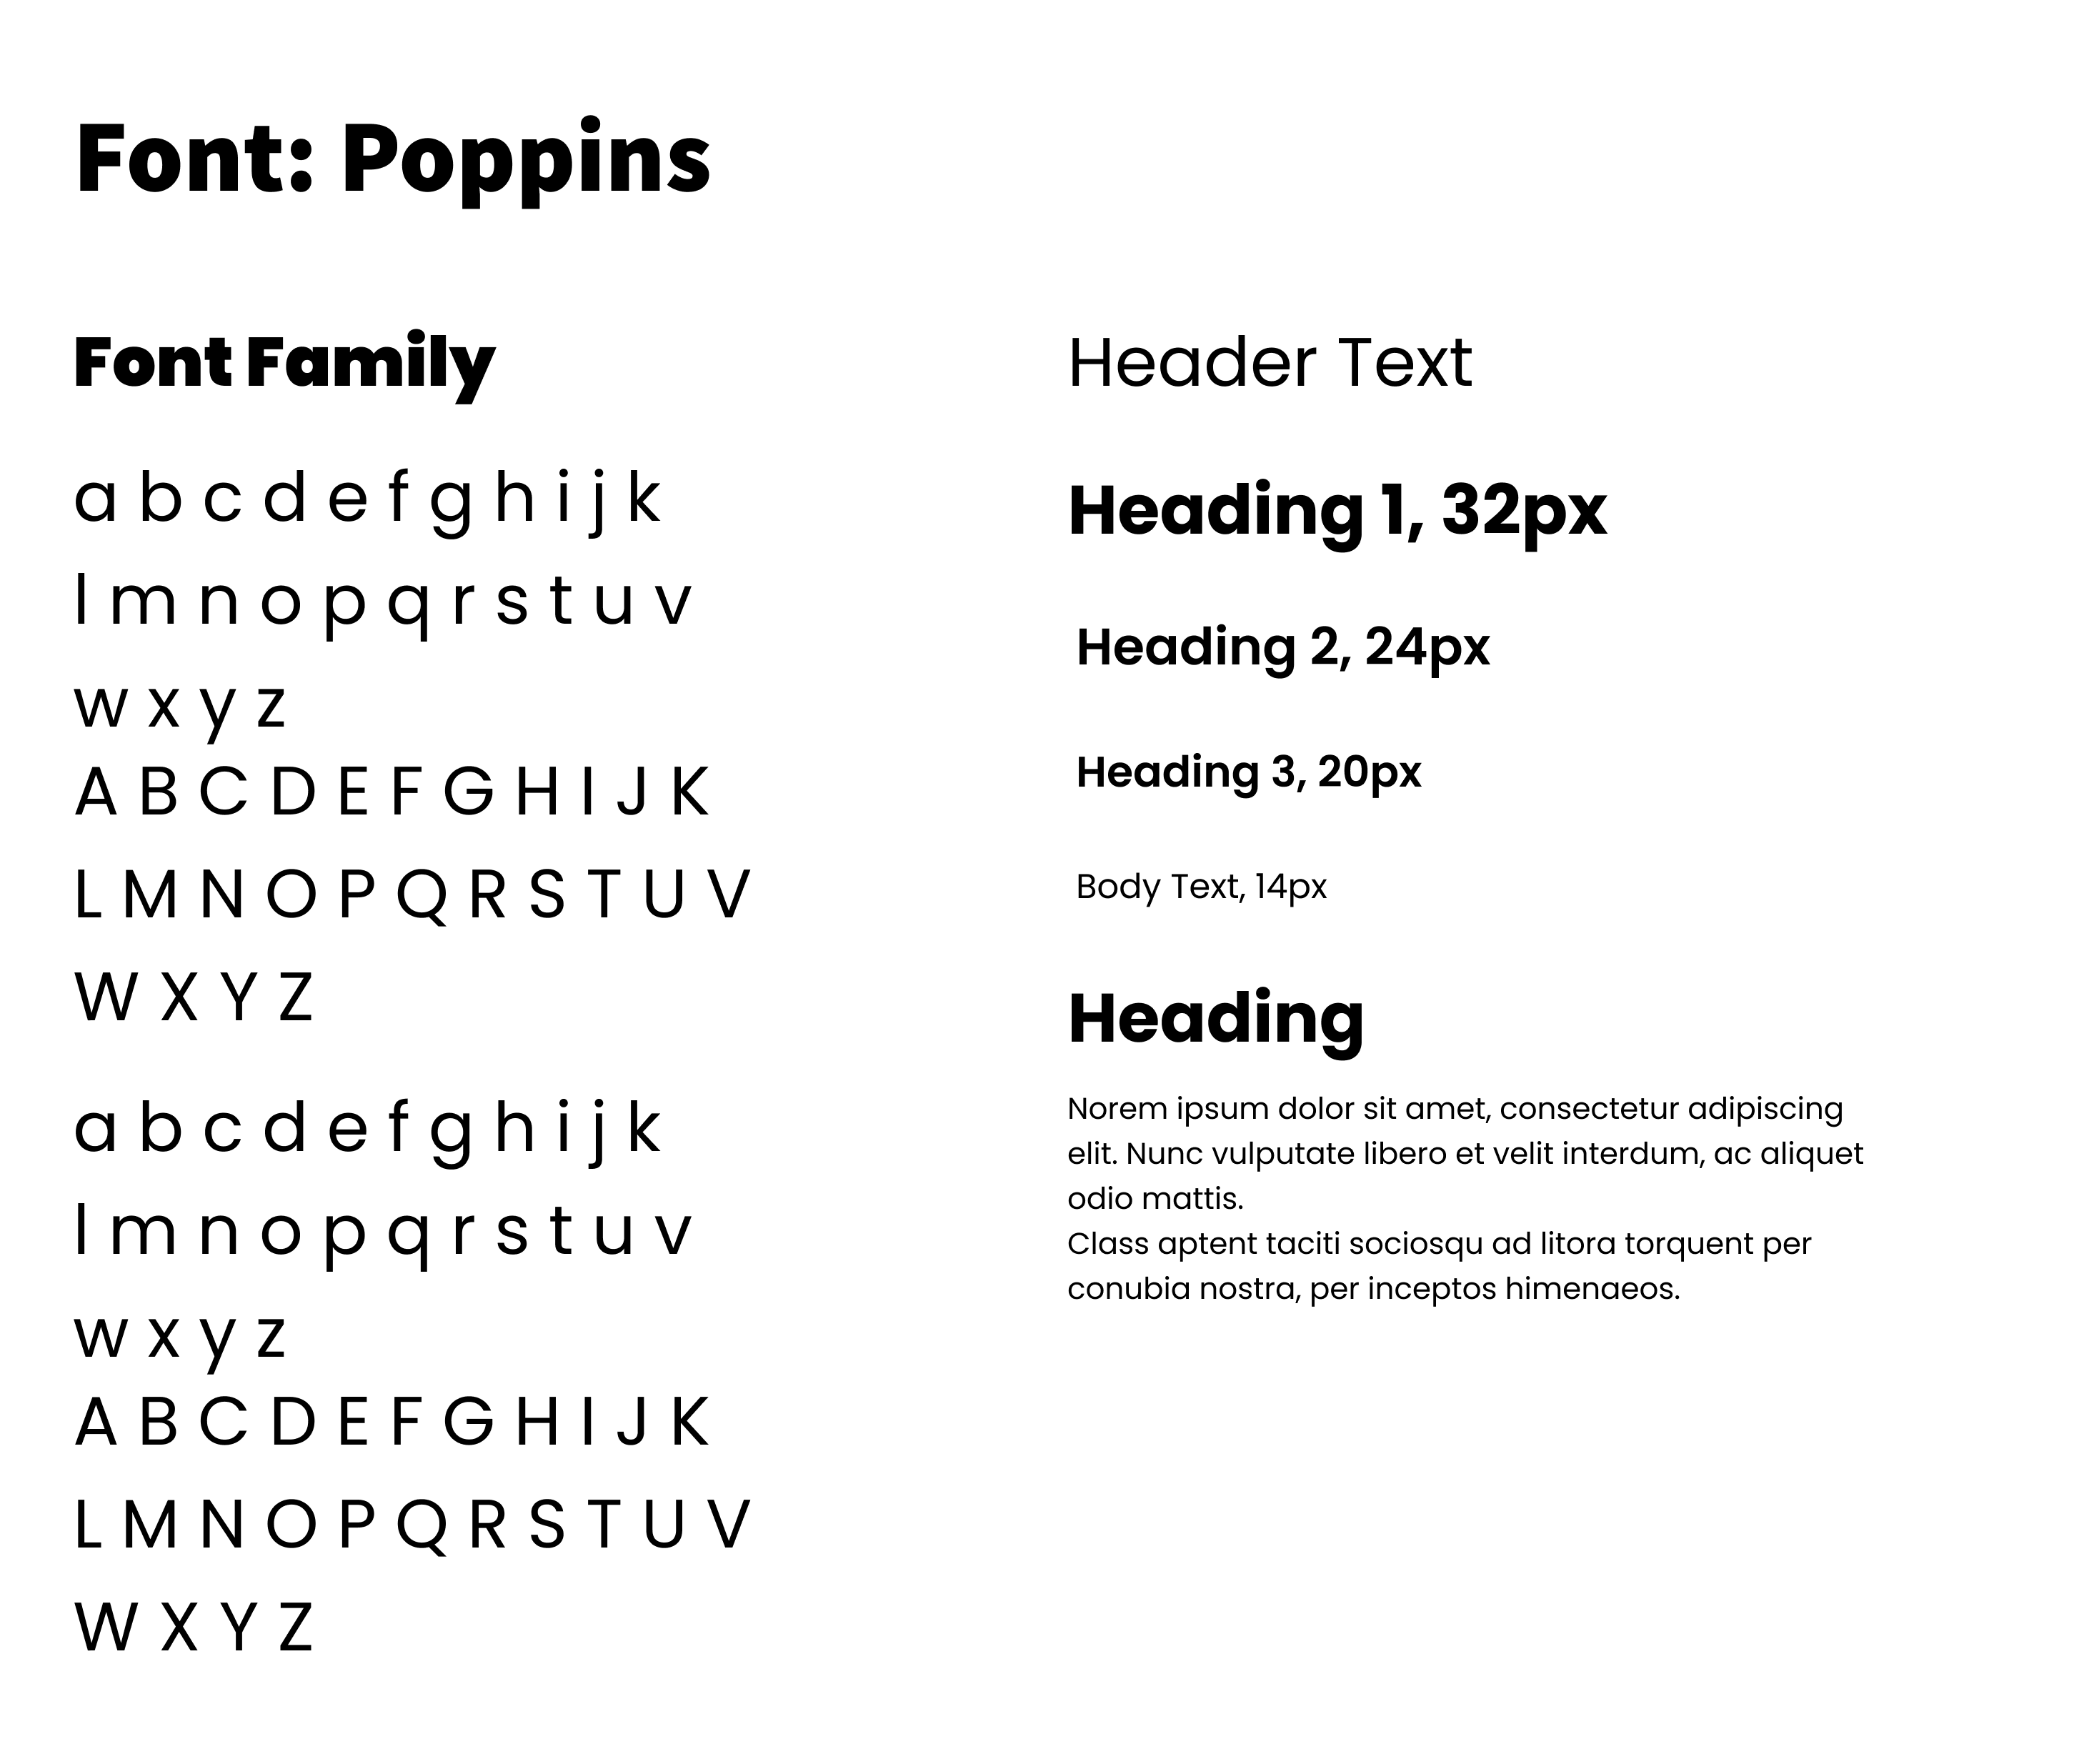 Font: Poppins
Font Family
a b c d e f g h i j k
l m n o p q r s t u v
w x y z
A B C D E F G H I J K
L M N O P Q R S T U V
W X Y Z
a b c d e f g h i j k
l m n o p q r s t u v
w x y z
A B C D E F G H I J K
L M N O P Q R S T U V
W X Y Z
Header Text
Heading 1, 32px
Heading 2, 24px
Heading 3, 20px
Body Text, 14px
Heading
Norem ipsum dolor sit amet, consectetur adipiscing
elit. Nunc vulputate libero et velit interdum, ac aliquet
odio mattis.
Class aptent taciti sociosqu ad litora torquent per
conubia nostra, per inceptos himenaeos.